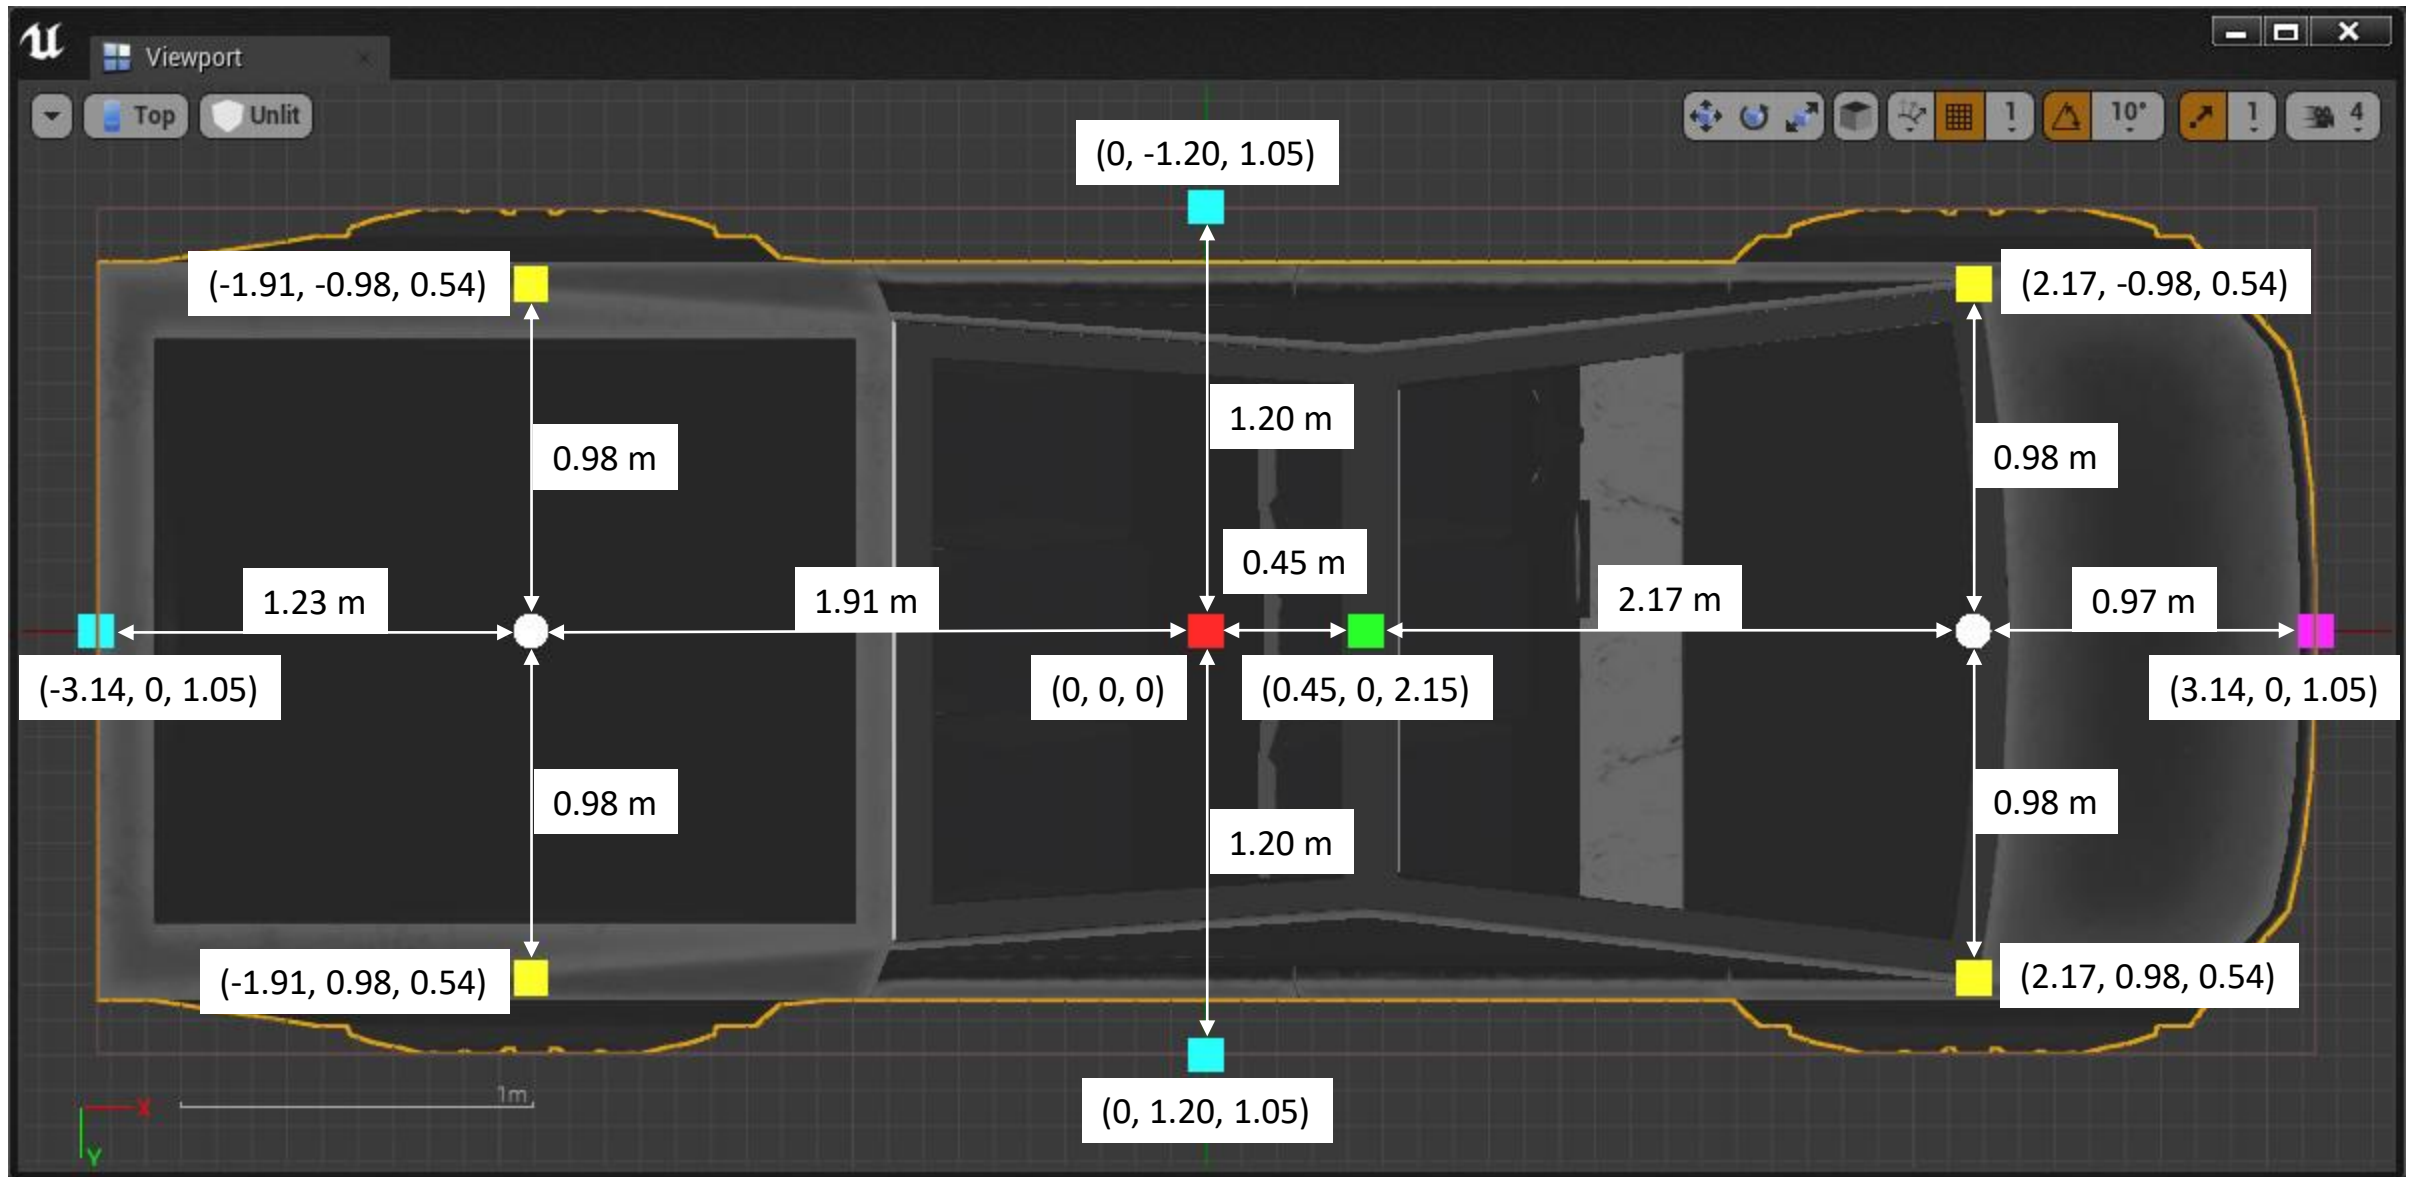 Viewport
Top
Unlit
1
10°
1
4
(0, -1.20, 1.05)
(-1.91, -0.98, 0.54)
(2.17, -0.98, 0.54)
1.20 m
0.98 m
0.98 m
0.45 m
1.23 m
1.91 m
2.17 m
0.97 m
(-3.14, 0, 1.05)
(0, 0, 0)
(0.45, 0, 2.15)
(3.14, 0, 1.05)
0.98 m
0.98 m
1.20 m
(-1.91, 0.98, 0.54)
(2.17, 0.98, 0.54)
1m
X
(0, 1.20, 1.05)
Y